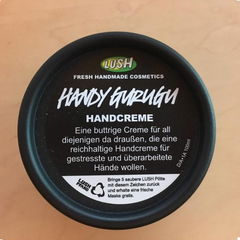 LUSH
FRESH HANDMADE COSMETICS
HANDY GURUGU
HANDCREME
Eine buttrige Creme für all
diejenigen da draußen, die eine
reichhaltige Handcreme für
gestresste und überarbeitete
Hände wollen.
Bringe 5 saubere LUSH Pötte
mit diesem Zeichen zurück
und erhalte eine frische
Maske gratis.